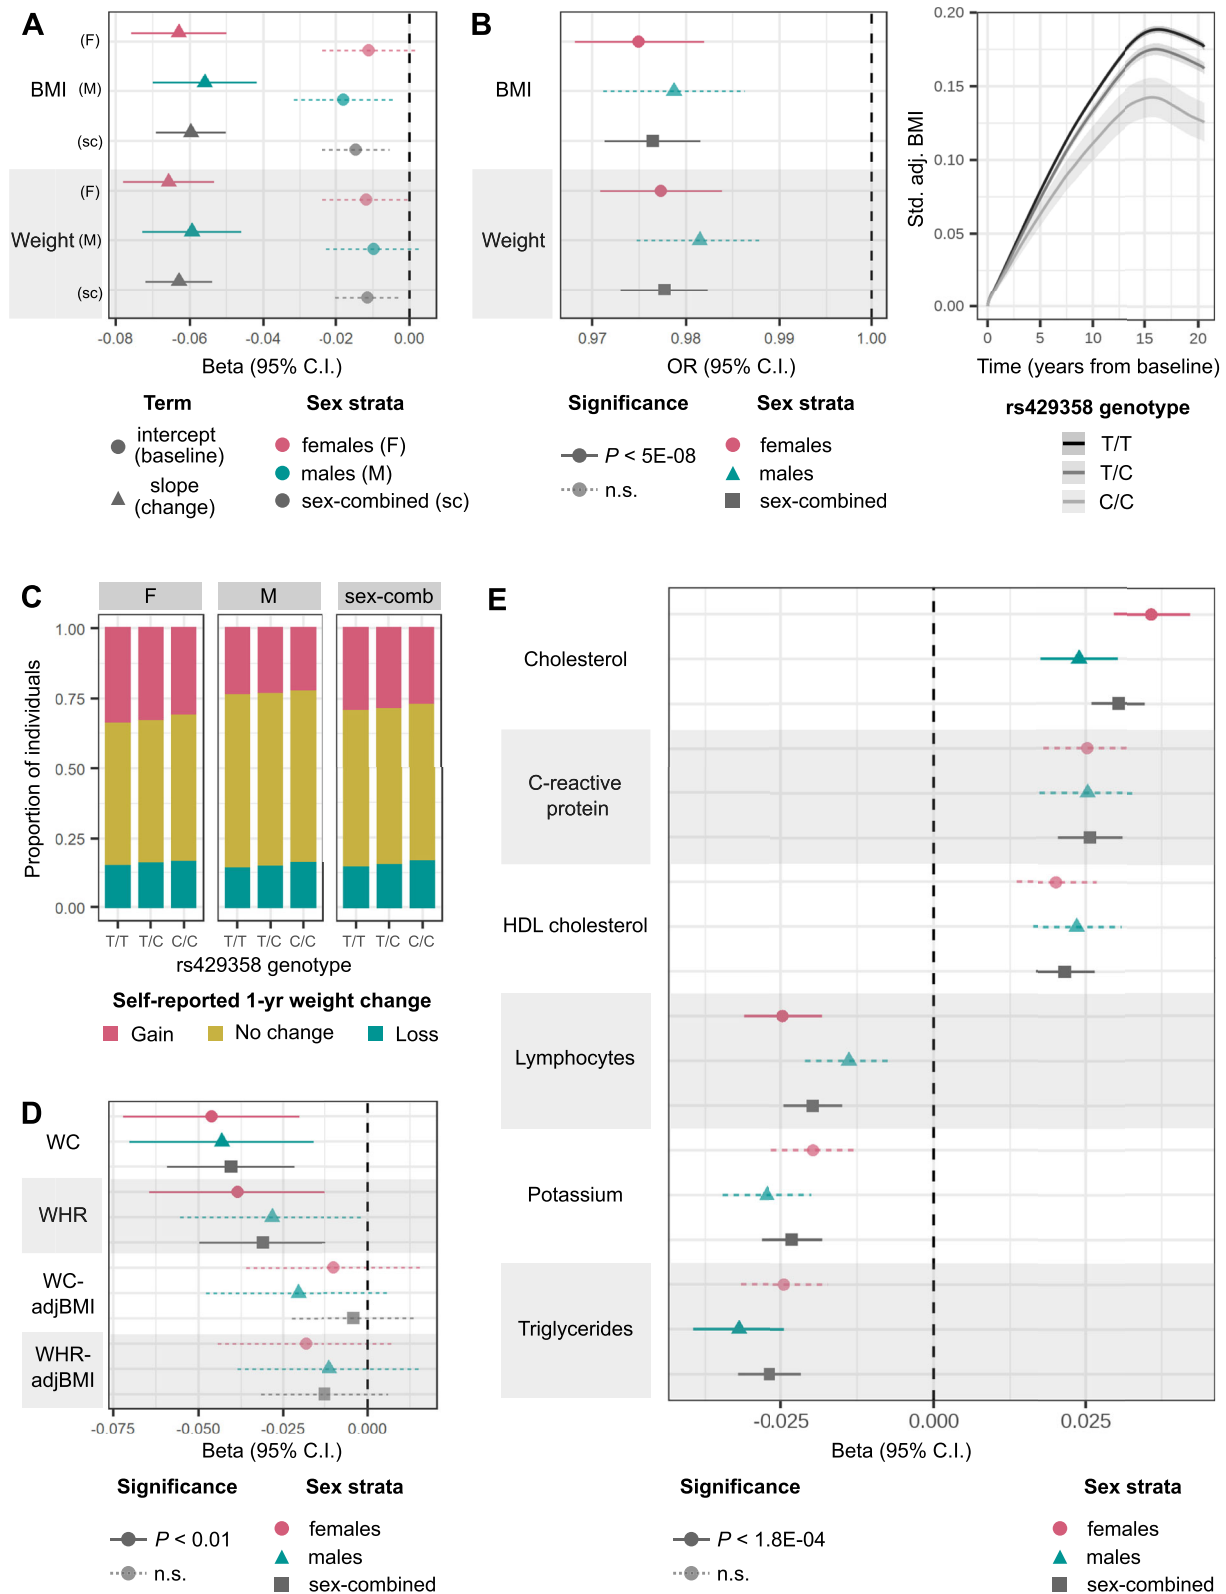 A
(F)
BMI (M)
(sc)
(F)
Weight (M)
(sc)
-0.08 -0.06 -0.04 -0.02 0.00
Beta (95% C.I.)
Term
intercept
(baseline)
slope
(change)
Sex strata
females (F)
males (M)
sex-combined (sc)
B
BMI
Weight
0.97 0.98 0.99 1.00
OR (95% C.I.)
Significance
P < 5E-08
n.s.
Sex strata
females
males
sex-combined
Std. adj. BMI
0.20
0.15
0.10
0.05
0.00
0 5 10 15 20
Time (years from baseline)
rs429358 genotype
T/T
T/C
C/C
C
F M sex-comb
Proportion of individuals
1.00
0.75
0.50
0.25
0.00
T/T T/C C/C T/T T/C C/C T/T T/C C/C
rs429358 genotype
Self-reported 1-yr weight change
Gain No change Loss
D
WC
WHR
WC-
adjBMI
WHR-
adjBMI
-0.075 -0.050 -0.025 0.000
Beta (95% C.I.)
Significance
P < 0.01
n.s.
Sex strata
females
males
sex-combined
E
Cholesterol
C-reactive
protein
HDL cholesterol
Lymphocytes
Potassium
Triglycerides
-0.025 0.000 0.025
Beta (95% C.I.)
Significance
P < 1.8E-04
n.s.
Sex strata
females
males
sex-combined